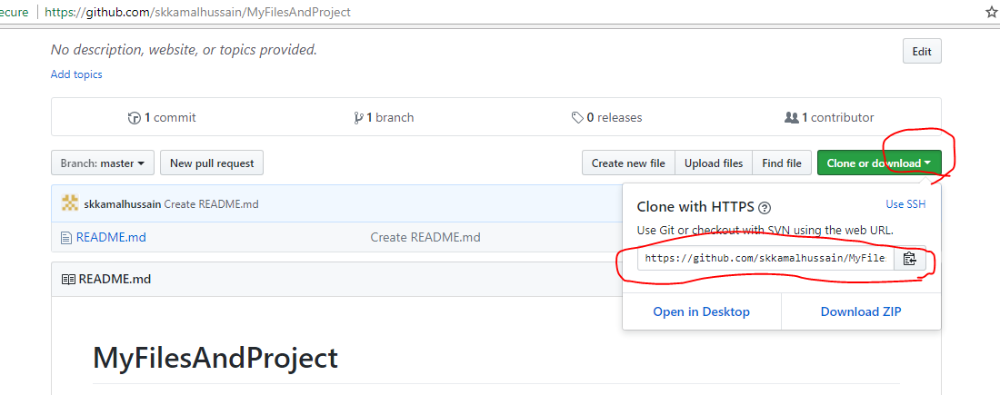 ecure https://github.com/skkamalhussain/MyFilesAndProject
No description, website, or topics provided.
Edit
Add topics
1 commit 1 branch 0 releases 1 contributor
Branch: master New pull request Create new file Upload files Find file Clone or download
skkamalhussain Create README.md
Clone with HTTPS Use SSH
README.md Create README.md
Use Git or checkout with SVN using the web URL.
https://github.com/skkamalhussain/MyFiles
README.md
Open in Desktop Download ZIP
MyFilesAndProject